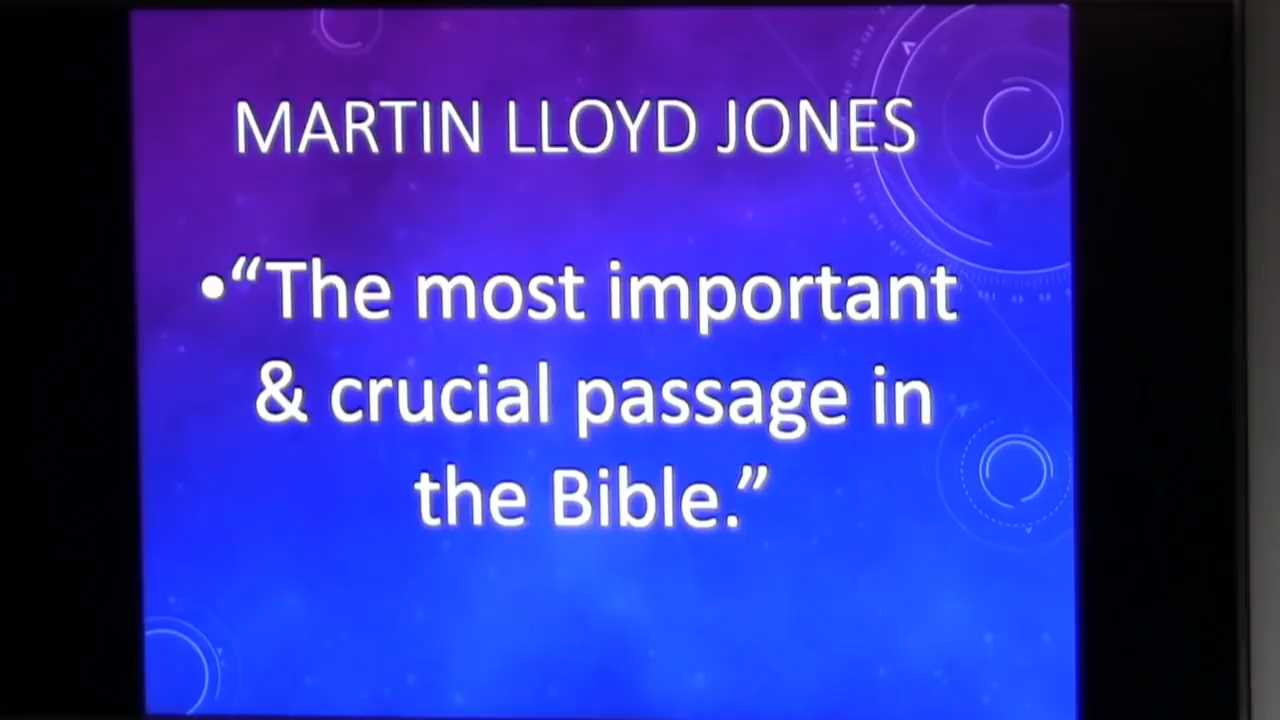 MARTIN LLOYD JONES
•“The most important
& crucial passage in
the Bible.”